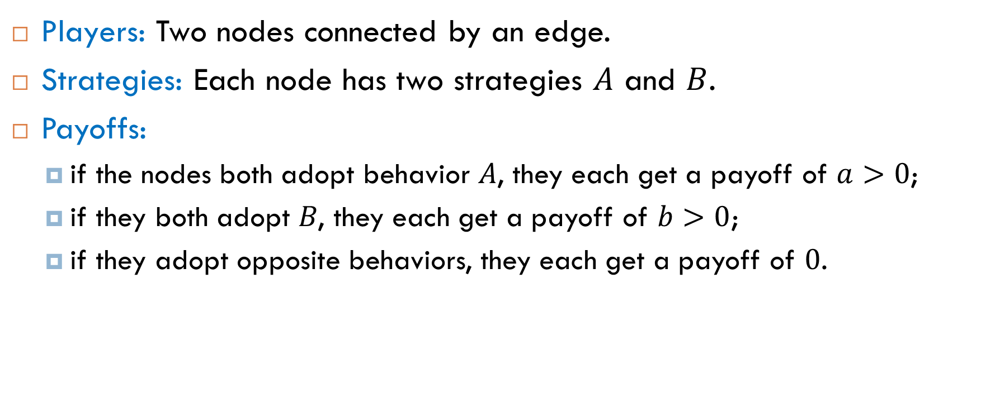 Players: Two nodes connected by an edge.
Strategies: Each node has two strategies A and B.
Payoffs:
if the nodes both adopt behavior A, they each get a payoff of a > 0;
if they both adopt B, they each get a payoff of b > 0;
if they adopt opposite behaviors, they each get a payoff of 0.